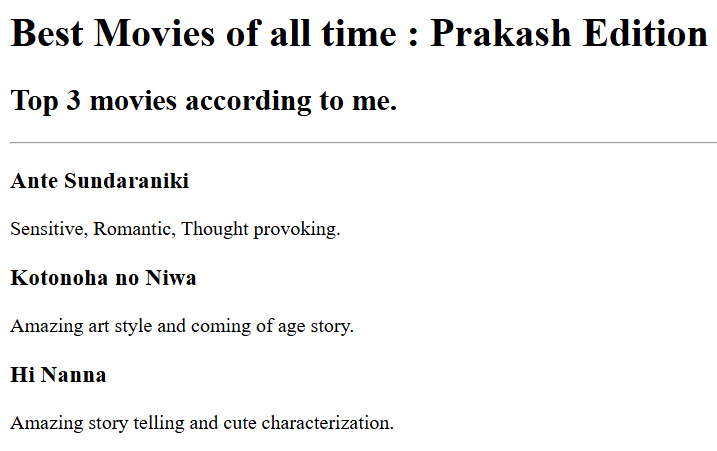 Best Movies of all time : Prakash Edition
Top 3 movies according to me.
Ante Sundaraniki
Sensitive, Romantic, Thought provoking.
Kotonoha no Niwa
Amazing art style and coming of age story.
Hi Nanna
Amazing story telling and cute characterization.